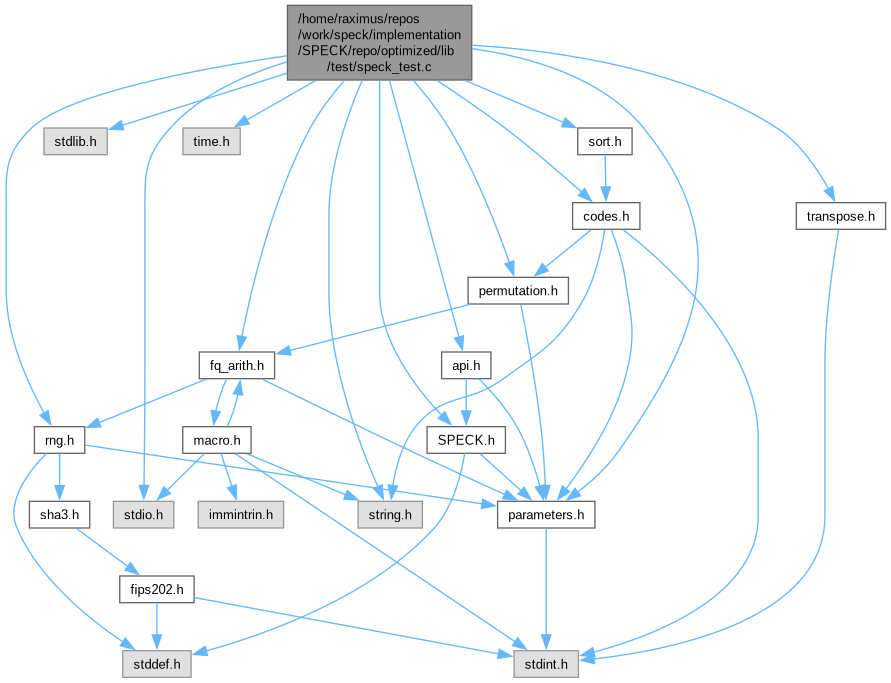 /home/raximus/repos
/work/speck/implementation
/SPECK/repo/optimized/lib
/test/speck_test.c
stdlib.h
time.h
sort.h
codes.h
transpose.h
permutation.h
fq_arith.h
api.h
rng.h
macro.h
SPECK.h
sha3.h
stdio.h
immintrin.h
string.h
parameters.h
fips202.h
stddef.h
stdint.h